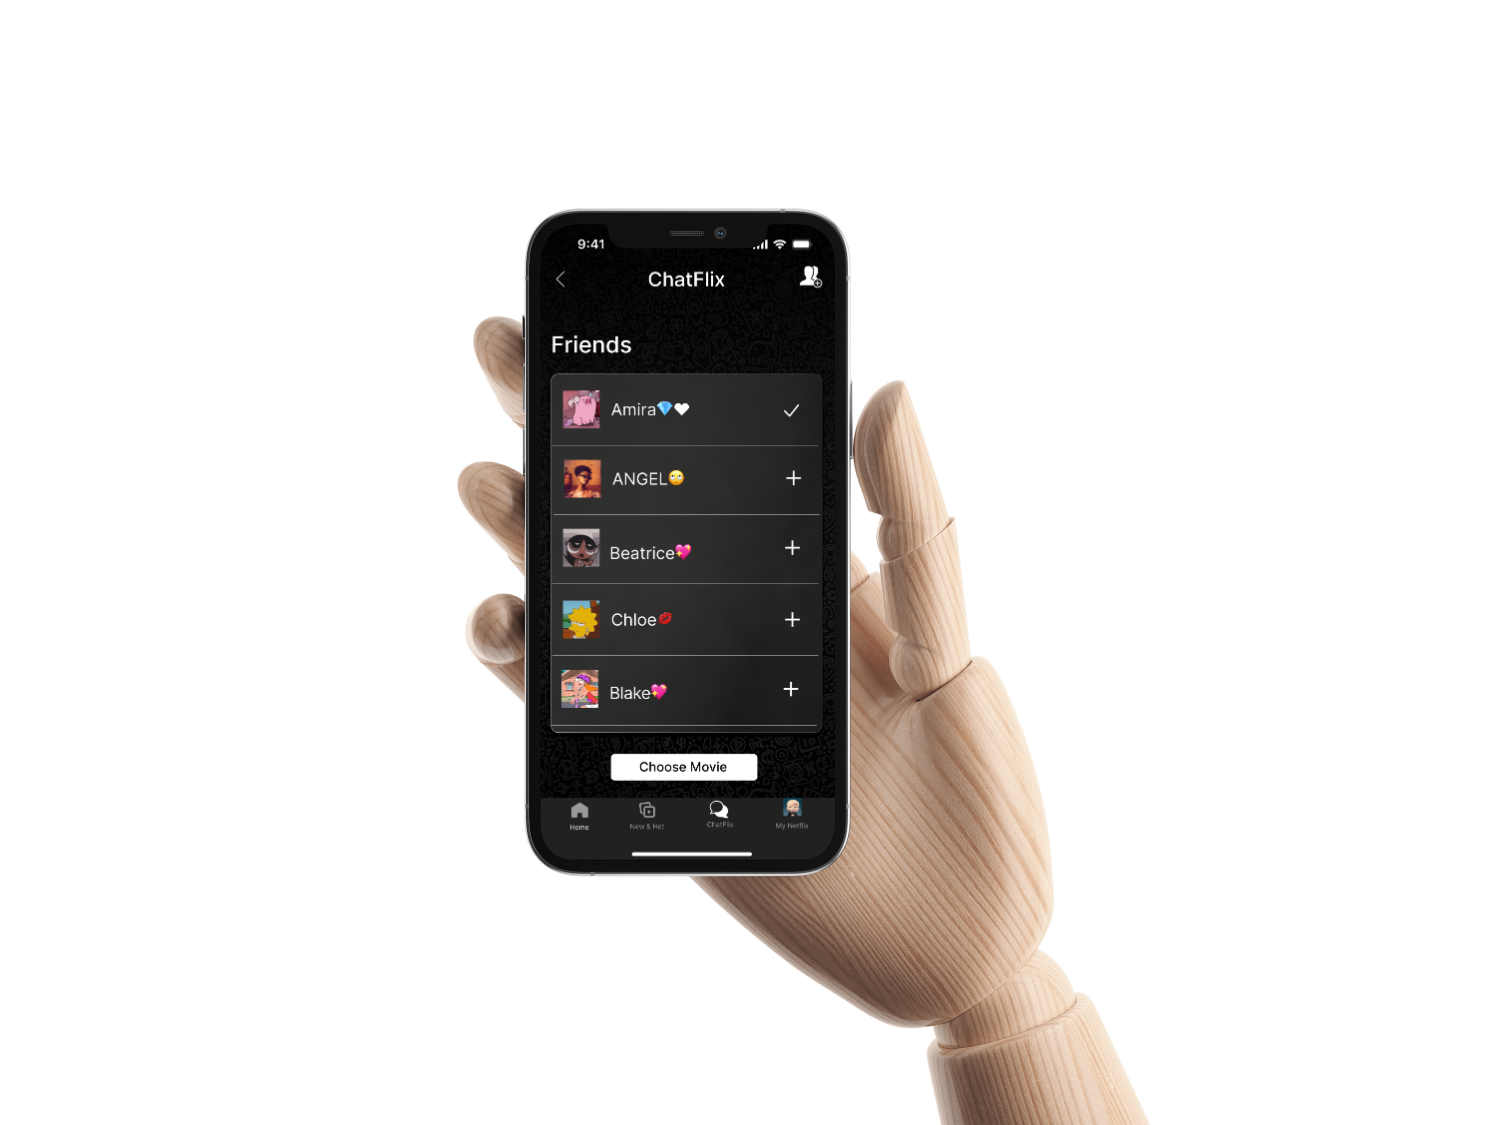 9:41
ChatFlix
Friends
Amira💎🤍
ANGEL🙄
Beatrice💖
Chloe💋
Blake💖
Choose Movie
Home
New & Hot
ChatFlix
My Netflix